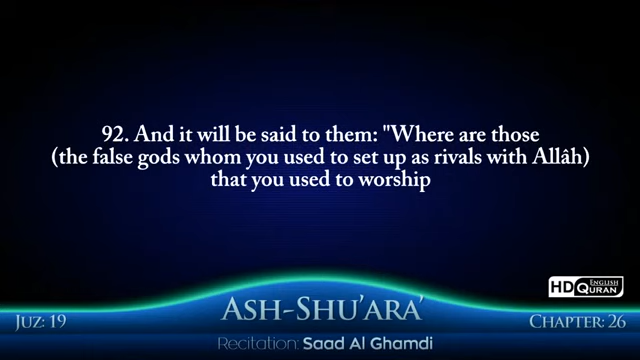 92. And it will be said to them: "Where are those
(the false gods whom you used to set up as rivals with Allâh)
that you used to worship
HD ENGLISH QURAN
ASH-SHU'ARA'
JUZ: 19
CHAPTER: 26
Recitation: Saad Al Ghamdi